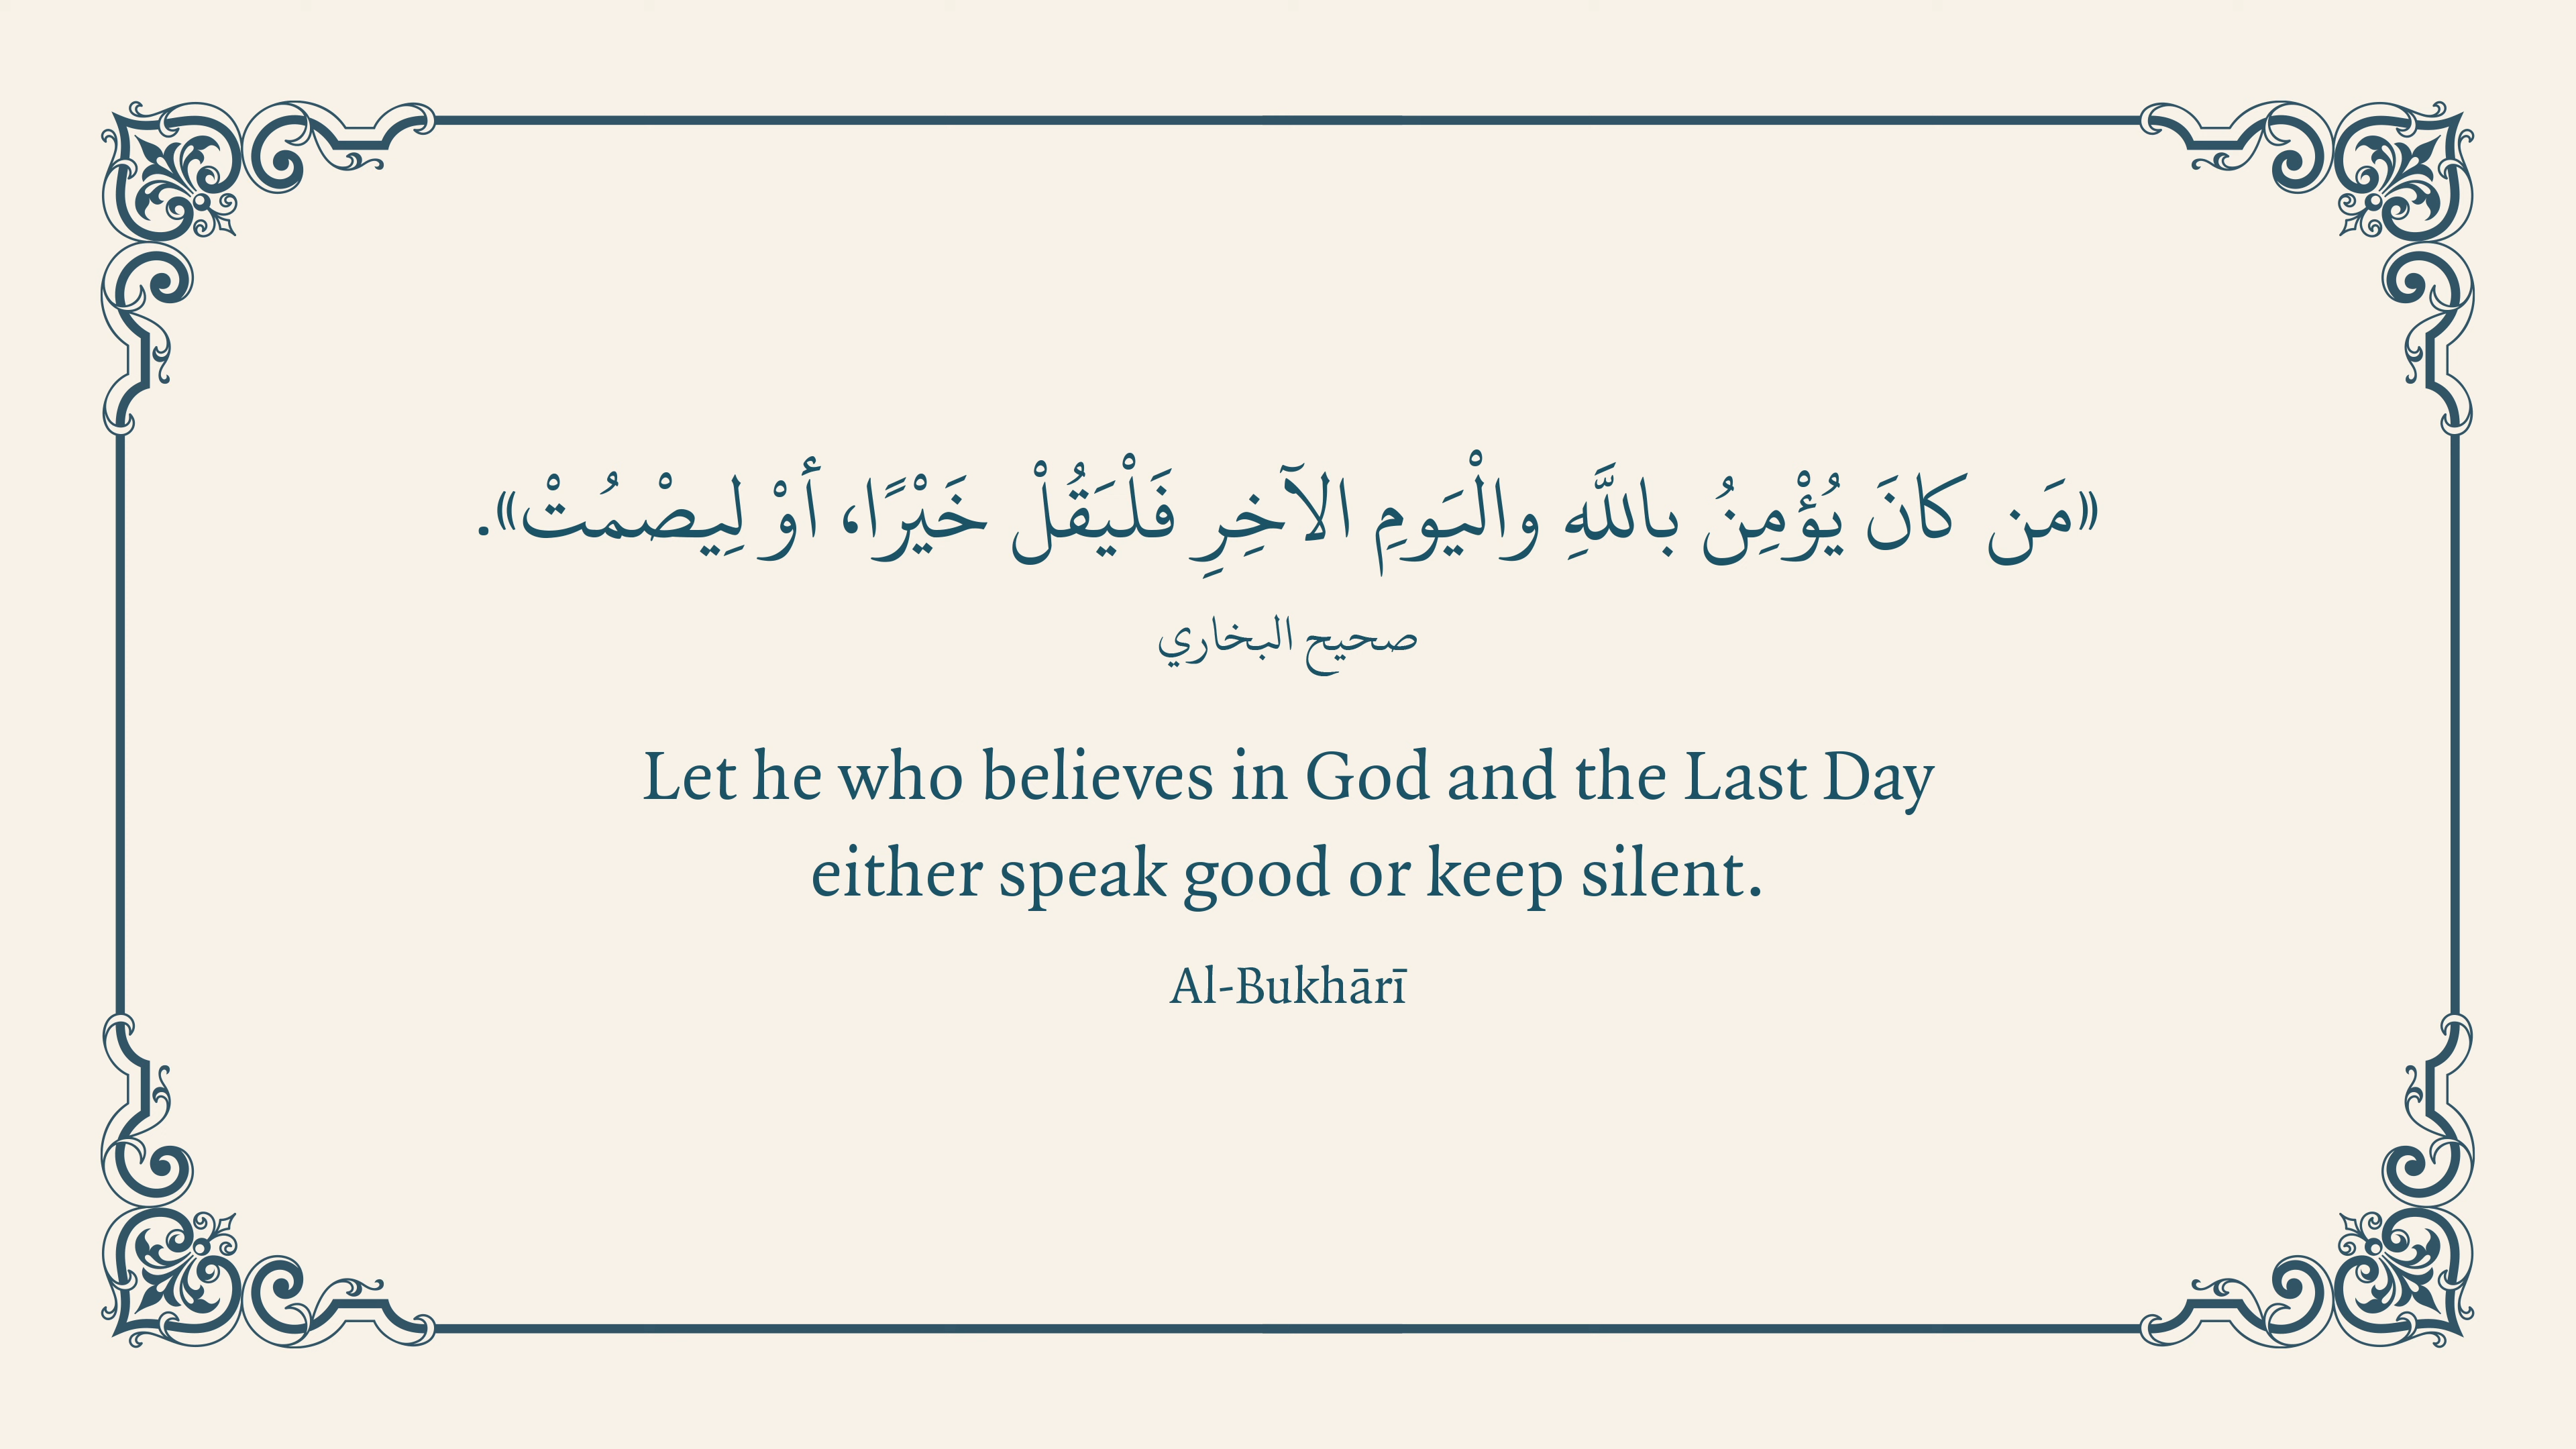 «مَن كانَ يُؤْمِنُ باللَّهِ والْيَومِ الآخِرِ فَلْيَقُلْ خَيْرًا، أوْ لِيصْمُتْ».
صحيح البخاري
Let he who believes in God and the Last Day
either speak good or keep silent.
Al-Bukhārī